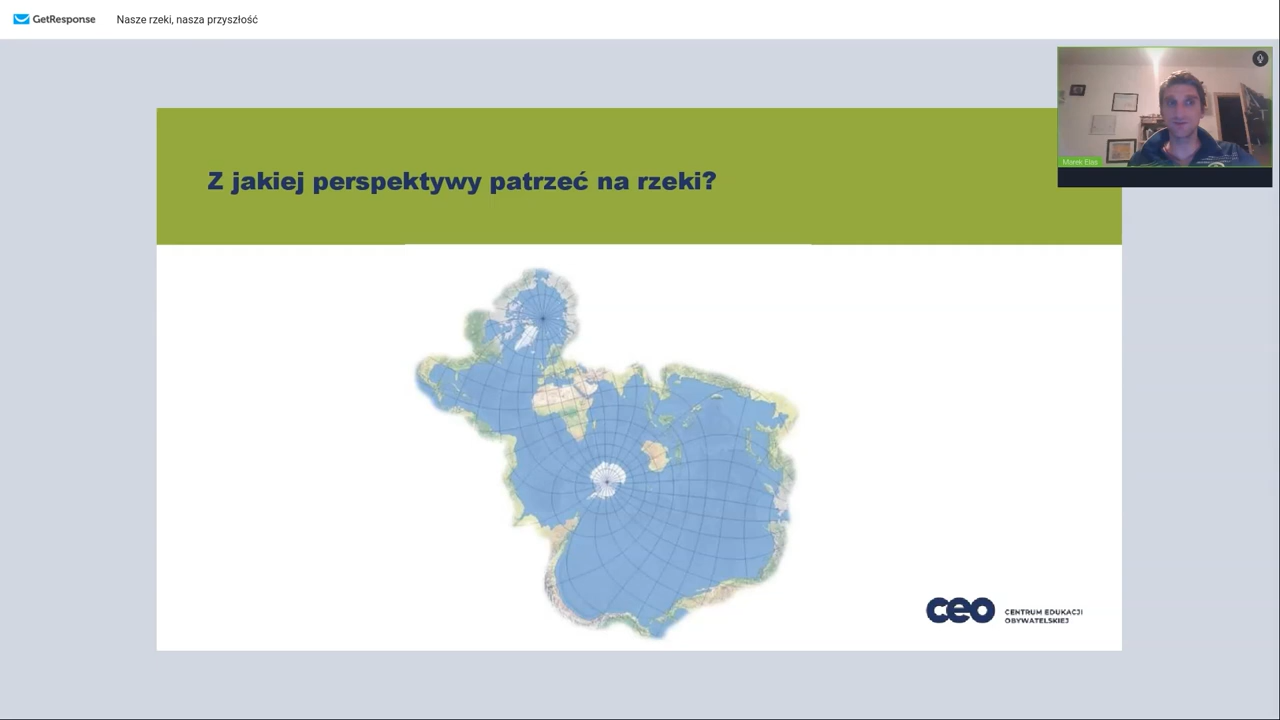 GetResponse Nasze rzeki, nasza przyszłość
Marek Elas
Z jakiej perspektywy patrzeć na rzeki?
ceo CENTRUM EDUKACJI
OBYWATELSKIEJ